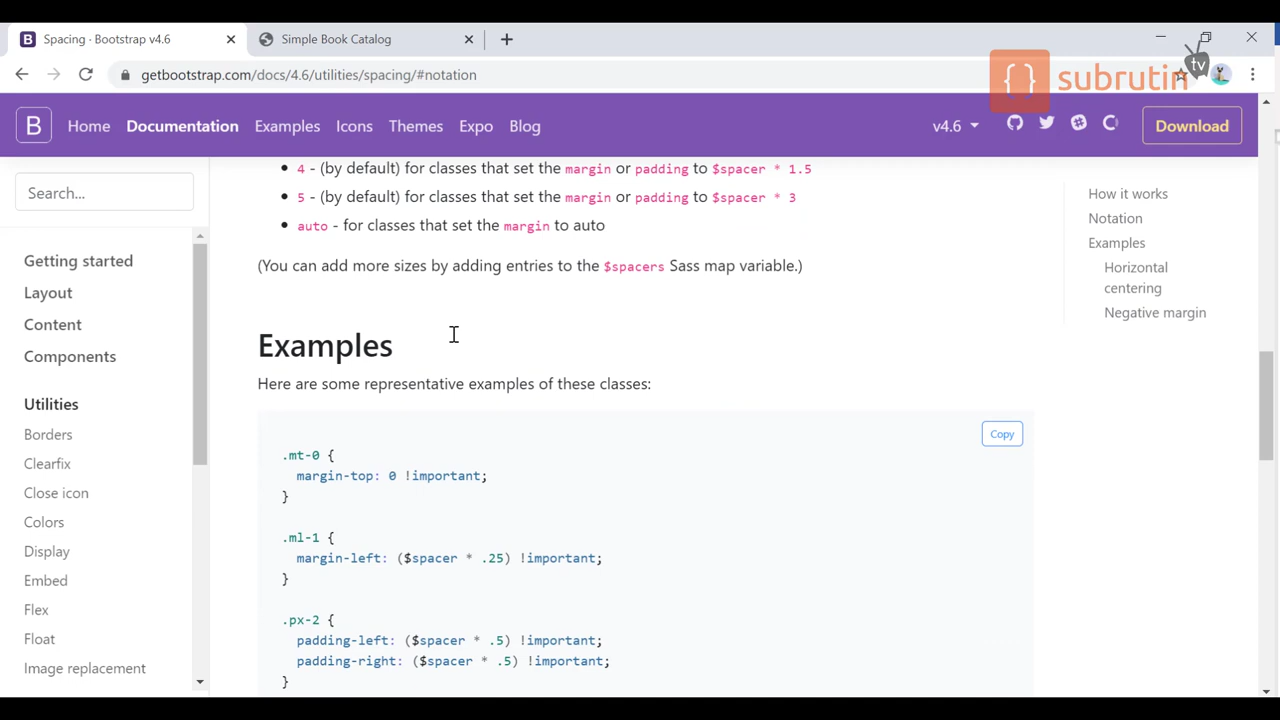 Spacing · Bootstrap v4.6
Simple Book Catalog
getbootstrap.com/docs/4.6/utilities/spacing/#notation
{ } subrutin tv
B Home Documentation Examples Icons Themes Expo Blog v4.6 Download
Search...
Getting started
Layout
Content
Components
Utilities
Borders
Clearfix
Close icon
Colors
Display
Embed
Flex
Float
Image replacement
4 - (by default) for classes that set the margin or padding to $spacer * 1.5
5 - (by default) for classes that set the margin or padding to $spacer * 3
auto - for classes that set the margin to auto
(You can add more sizes by adding entries to the $spacers Sass map variable.)
Examples
Here are some representative examples of these classes:
Copy
.mt-0 {
margin-top: 0 !important;
}
.ml-1 {
margin-left: ($spacer * .25) !important;
}
.px-2 {
padding-left: ($spacer * .5) !important;
padding-right: ($spacer * .5) !important;
}
How it works
Notation
Examples
Horizontal
centering
Negative margin